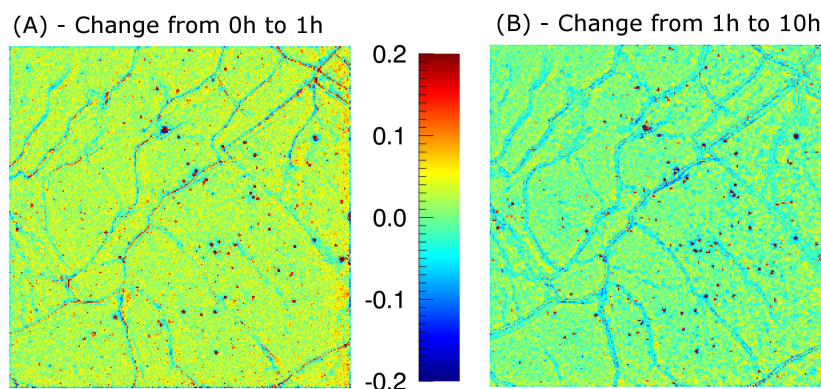 (A) - Change from 0h to 1h
(B) - Change from 1h to 10h
0.2
0.1
0.0
-0.1
-0.2